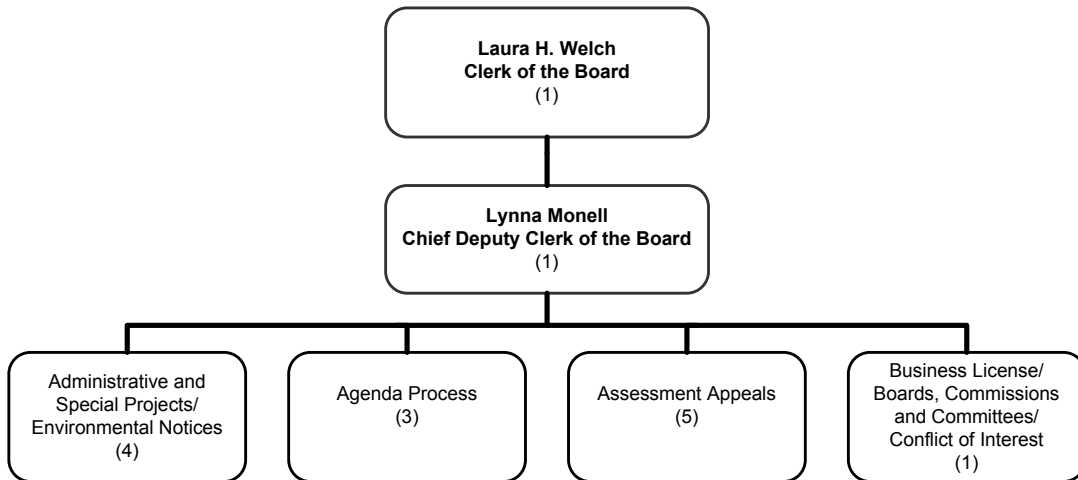 Laura H. Welch
Clerk of the Board
(1)
Lynna Monell
Chief Deputy Clerk of the Board
(1)
Administrative and
Special Projects/
Environmental Notices
(4)
Agenda Process
(3)
Assessment Appeals
(5)
Business License/
Boards, Commissions
and Committees/
Conflict of Interest
(1)